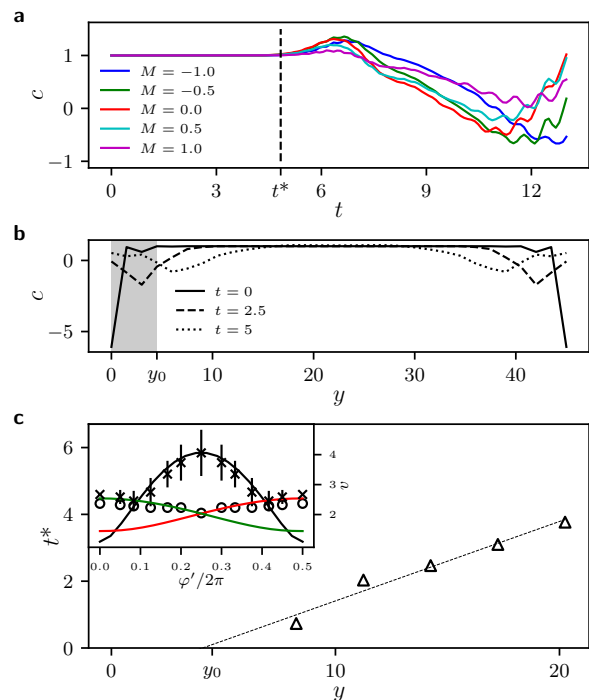 a
c
1
0
−1
M = −1.0
M = −0.5
M = 0.0
M = 0.5
M = 1.0
0 3 t* 6 9 12
t
b
c
0
−5
t = 0
t = 2.5
t = 5
0 y₀ 10 20 30 40
y
c
t*
6
4
2
0
4
3
2
v
0.0 0.1 0.2 0.3 0.4 0.5
φ′/2π
0 y₀ 10 20
y